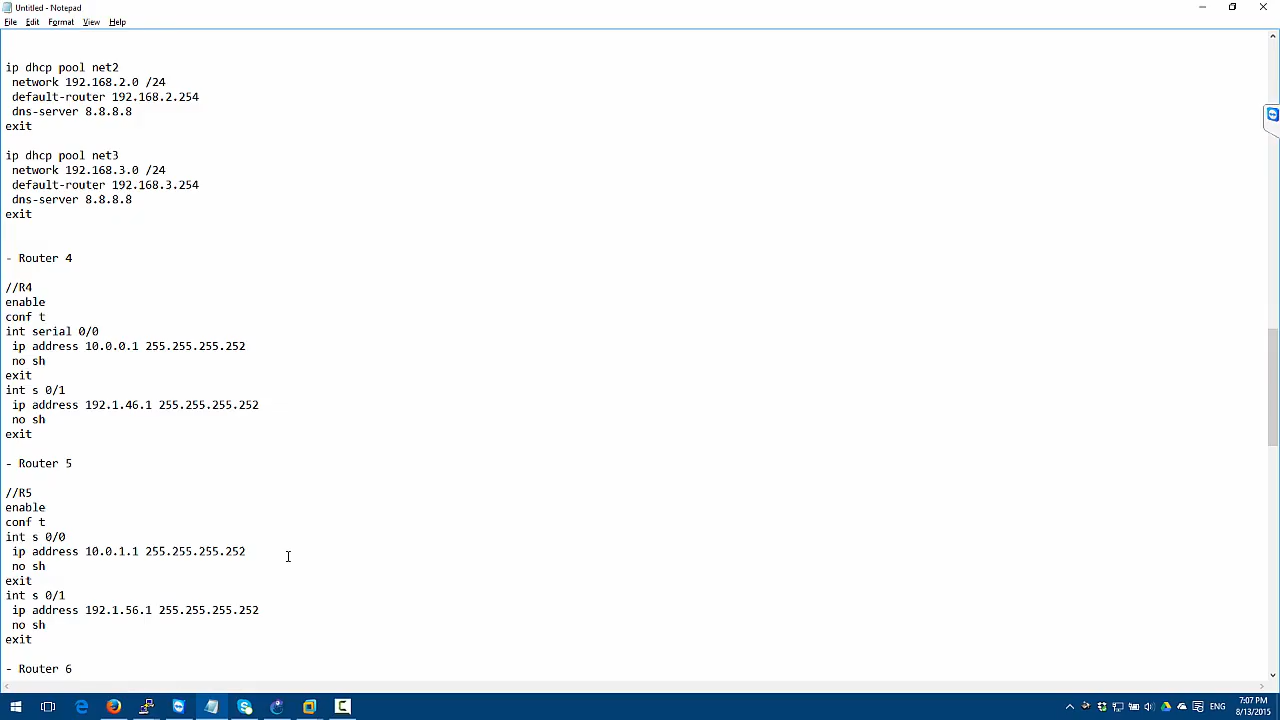 Untitled - Notepad
File Edit Format View Help
ip dhcp pool net2
network 192.168.2.0 /24
default-router 192.168.2.254
dns-server 8.8.8.8
exit
ip dhcp pool net3
network 192.168.3.0 /24
default-router 192.168.3.254
dns-server 8.8.8.8
exit
- Router 4
//R4
enable
conf t
int serial 0/0
ip address 10.0.0.1 255.255.255.252
no sh
exit
int s 0/1
ip address 192.1.46.1 255.255.255.252
no sh
exit
- Router 5
//R5
enable
conf t
int s 0/0
ip address 10.0.1.1 255.255.255.252
no sh
exit
int s 0/1
ip address 192.1.56.1 255.255.255.252
no sh
exit
- Router 6
ENG
7:07 PM
8/13/2015